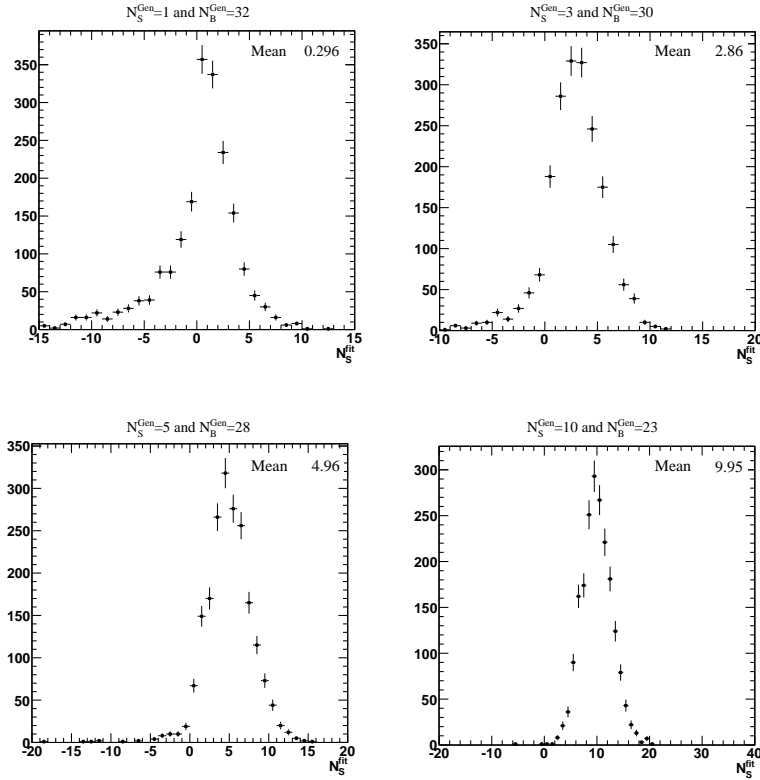 N_S^Gen=1 and N_B^Gen=32
Mean 0.296
350
300
250
200
150
100
50
0
-15 -10 -5 0 5 10 15
N_S^fit
N_S^Gen=3 and N_B^Gen=30
Mean 2.86
350
300
250
200
150
100
50
0
-10 -5 0 5 10 15 20
N_S^fit
N_S^Gen=5 and N_B^Gen=28
Mean 4.96
350
300
250
200
150
100
50
0
-20 -15 -10 -5 0 5 10 15 20
N_S^fit
N_S^Gen=10 and N_B^Gen=23
Mean 9.95
300
250
200
150
100
50
0
-20 -10 0 10 20 30 40
N_S^fit